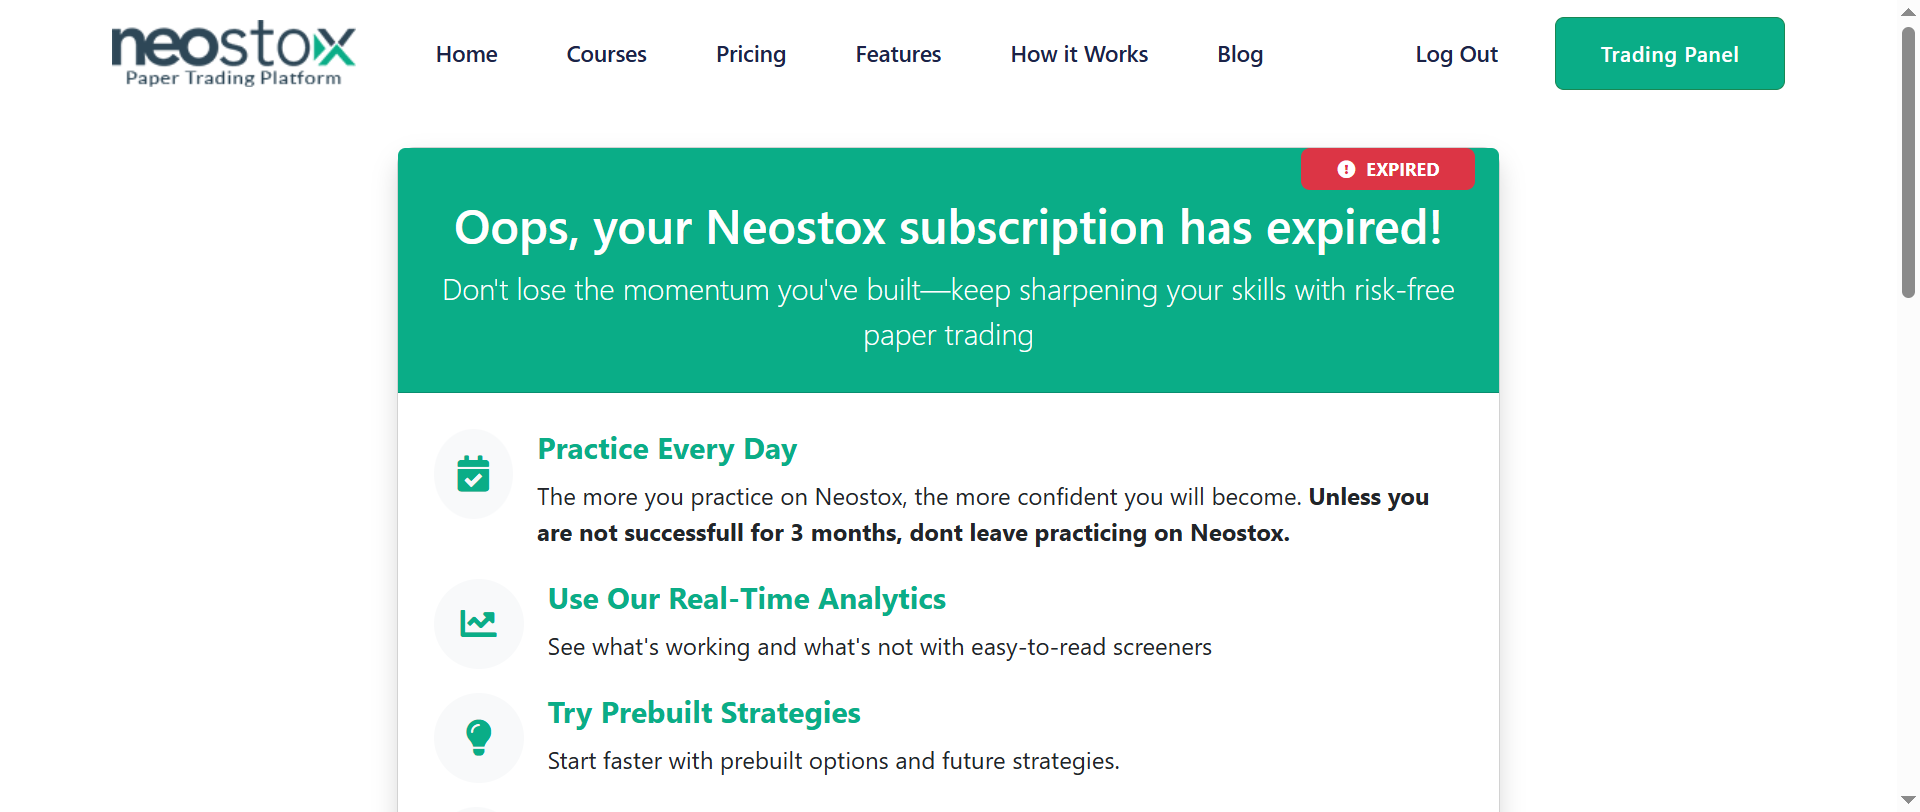 neostox
Paper Trading Platform
Home
Courses
Pricing
Features
How it Works
Blog
Log Out
Trading Panel
EXPIRED
Oops, your Neostox subscription has expired!
Don't lose the momentum you've built—keep sharpening your skills with risk-free
paper trading
Practice Every Day
The more you practice on Neostox, the more confident you will become. Unless you
are not successfull for 3 months, dont leave practicing on Neostox.
Use Our Real-Time Analytics
See what's working and what's not with easy-to-read screeners
Try Prebuilt Strategies
Start faster with prebuilt options and future strategies.